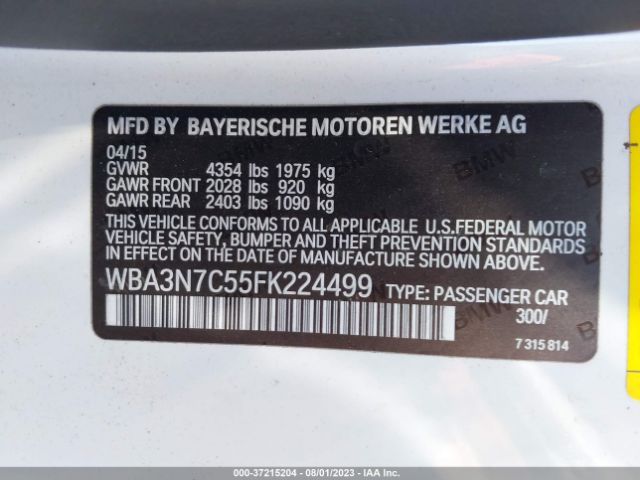 MFD BY BAYERISCHE MOTOREN WERKE AG
04/15
GVWR 4354 lbs 1975 kg
GAWR FRONT 2028 lbs 920 kg
GAWR REAR 2403 lbs 1090 kg
THIS VEHICLE CONFORMS TO ALL APPLICABLE U.S.FEDERAL MOTOR
VEHICLE SAFETY, BUMPER AND THEFT PREVENTION STANDARDS
IN EFFECT ON THE DATE OF MANUFACTURE SHOWN ABOVE.
WBA3N7C55FK224499 TYPE: PASSENGER CAR
300/
7 315 814
BMW
IAA - 37215204 - 08/01/2023 - IAA